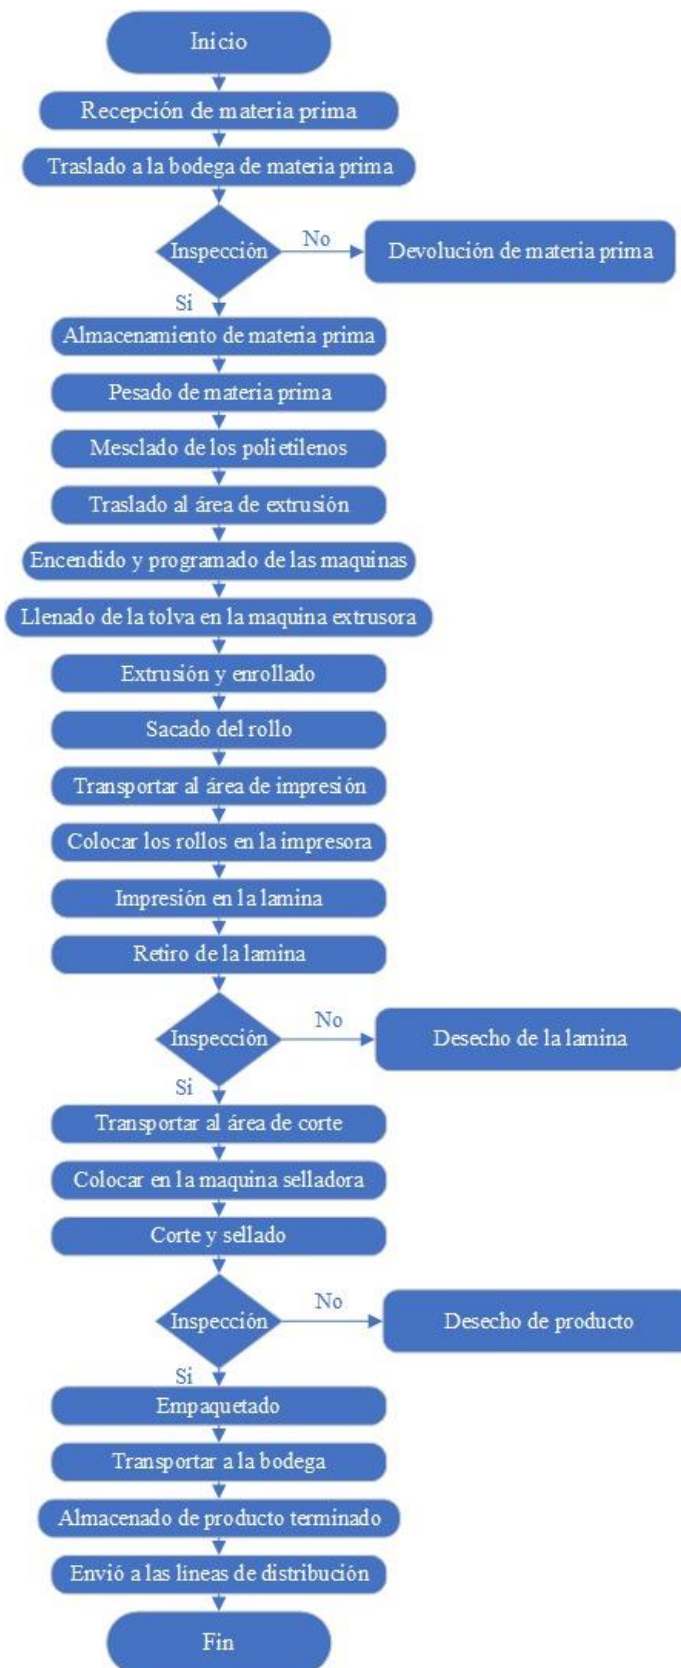 Inicio
Recepción de materia prima
Traslado a la bodega de materia prima
Inspección
No
Devolución de materia prima
Si
Almacenamiento de materia prima
Pesado de materia prima
Mesclado de los polietilenos
Traslado al área de extrusión
Encendido y programado de las maquinas
Llenado de la tolva en la maquina extrusora
Extrusión y enrollado
Sacado del rollo
Transportar al área de impresión
Colocar los rollos en la impresora
Impresión en la lamina
Retiro de la lamina
Inspección
No
Desecho de la lamina
Si
Transportar al área de corte
Colocar en la maquina selladora
Corte y sellado
Inspección
No
Desecho de producto
Si
Empaquetado
Transportar a la bodega
Almacenado de producto terminado
Envió a las líneas de distribución
Fin